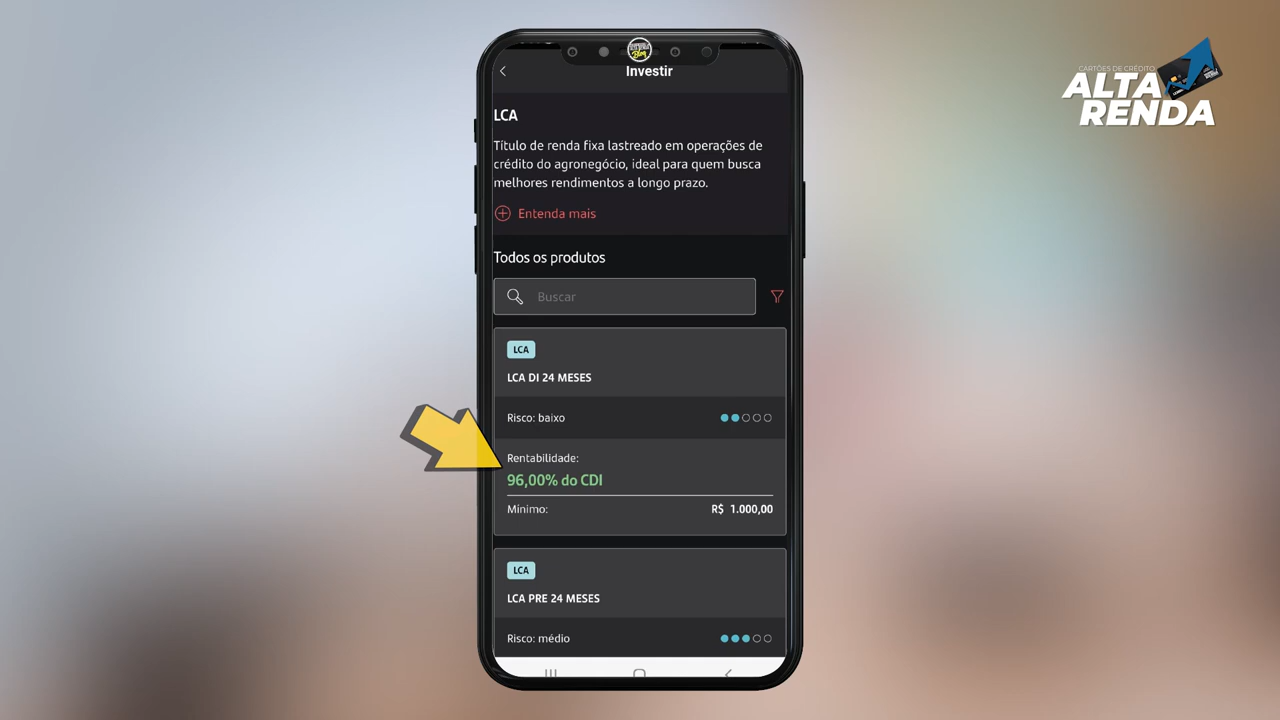 Investir
LCA
Título de renda fixa lastreado em operações de
crédito do agronegócio, ideal para quem busca
melhores rendimentos a longo prazo.
Entenda mais
Todos os produtos
Buscar
LCA
LCA DI 24 MESES
Risco: baixo
Rentabilidade:
96,00% do CDI
Mínimo: R$ 1.000,00
LCA
LCA PRE 24 MESES
Risco: médio
CARTÕES DE CRÉDITO
ALTA
RENDA